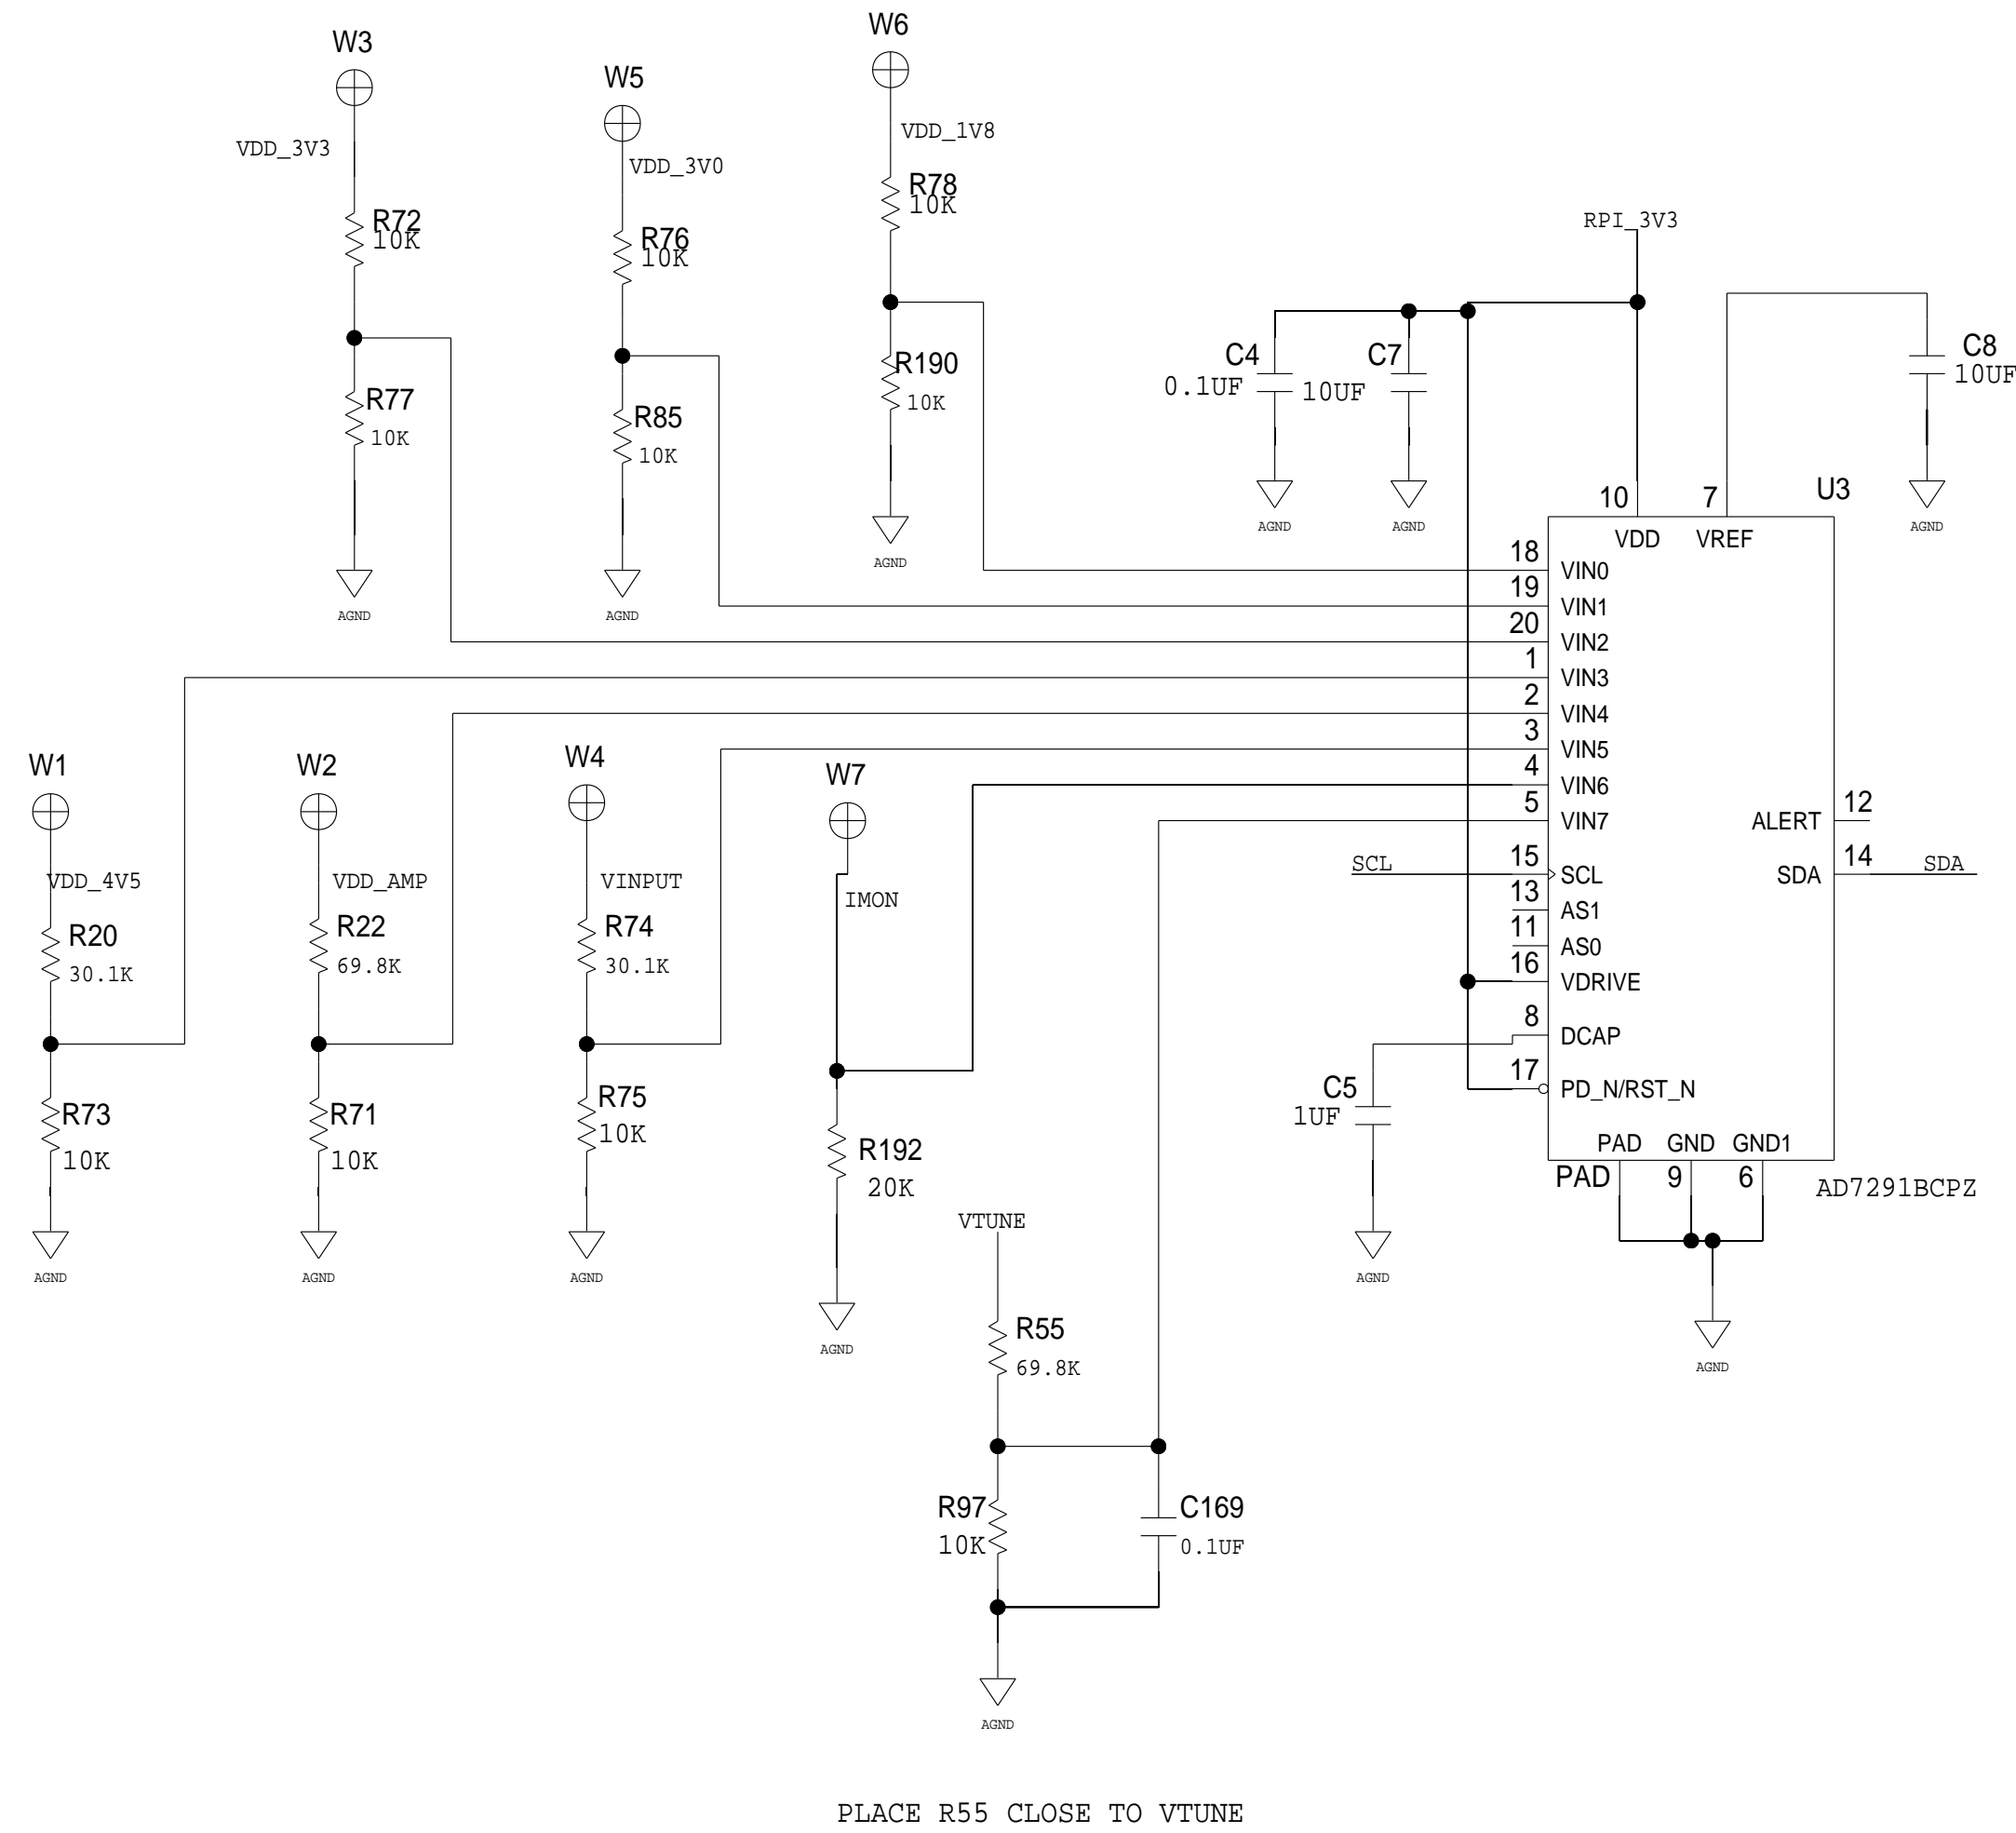 W6
W3
W5
VDD_1V8
VDD_3V3
VDD_3V0
R78
10K
R72
10K
R76
10K
RPI_3V3
R190
10K
R77
10K
R85
10K
C4
0.1UF
C7
10UF
C8
10UF
AGND
AGND
AGND
AGND
AGND
AGND
U3
10
7
VDD
VREF
18
VIN0
19
VIN1
20
VIN2
1
VIN3
2
VIN4
3
VIN5
4
VIN6
5
VIN7
ALERT
12
SCL
15
SCL
SDA
14
SDA
13
AS1
11
AS0
16
VDRIVE
8
DCAP
17
PD_N/RST_N
PAD
GND
GND1
PAD
9
6
AD7291BCPZ
AGND
C5
1UF
AGND
W1
W2
W4
W7
VDD_4V5
VDD_AMP
VINPUT
IMON
R20
30.1K
R22
69.8K
R74
30.1K
R73
10K
R71
10K
R75
10K
R192
20K
AGND
AGND
AGND
AGND
VTUNE
R55
69.8K
R97
10K
C169
0.1UF
AGND
PLACE R55 CLOSE TO VTUNE